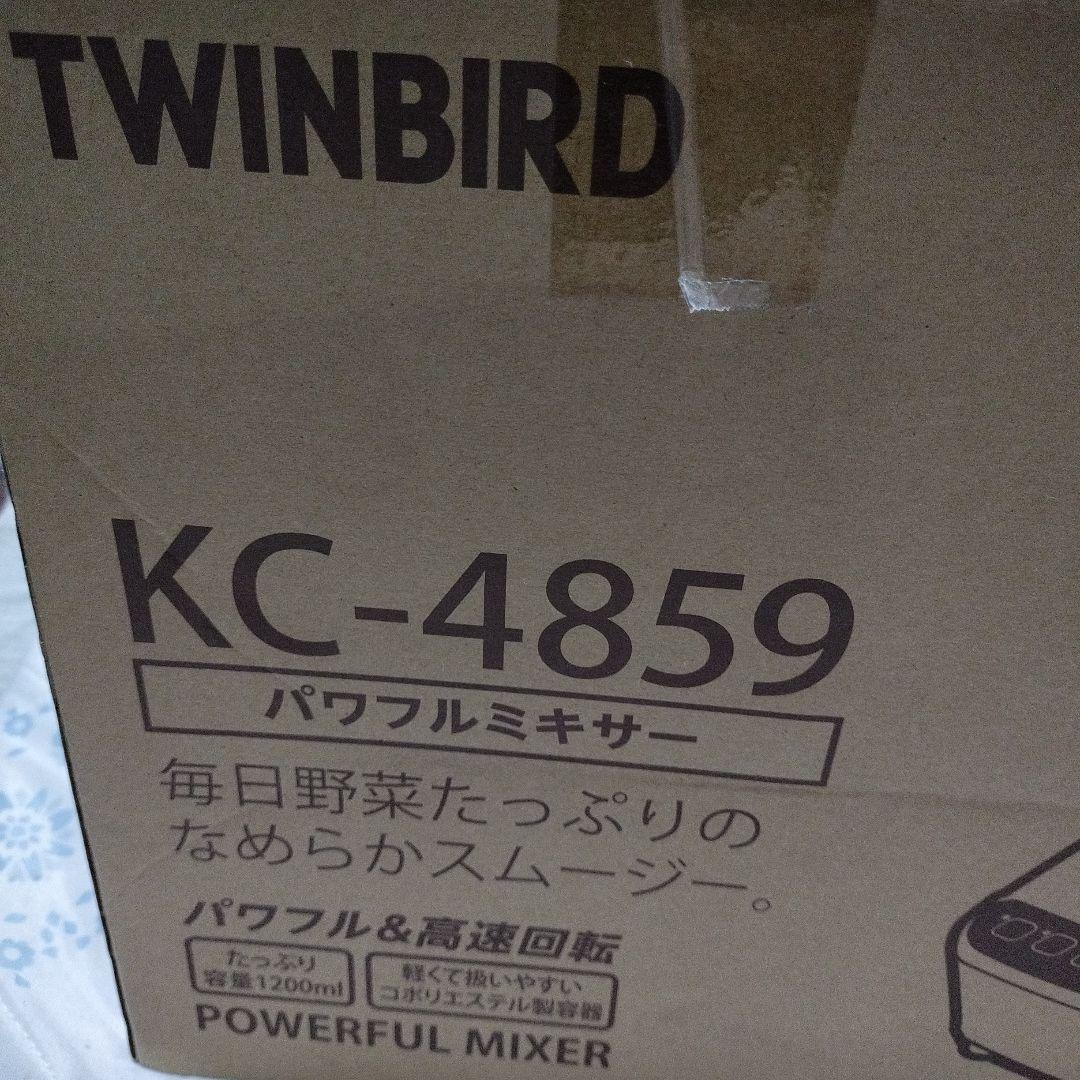 TWINBIRD
KC-4859
パワフルミキサー
毎日野菜たっぷりの
なめらかスムージー。
パワフル&高速回転
たっぷり
容量1200ml
軽くて扱いやすい
コポリエステル製容器
POWERFUL MIXER